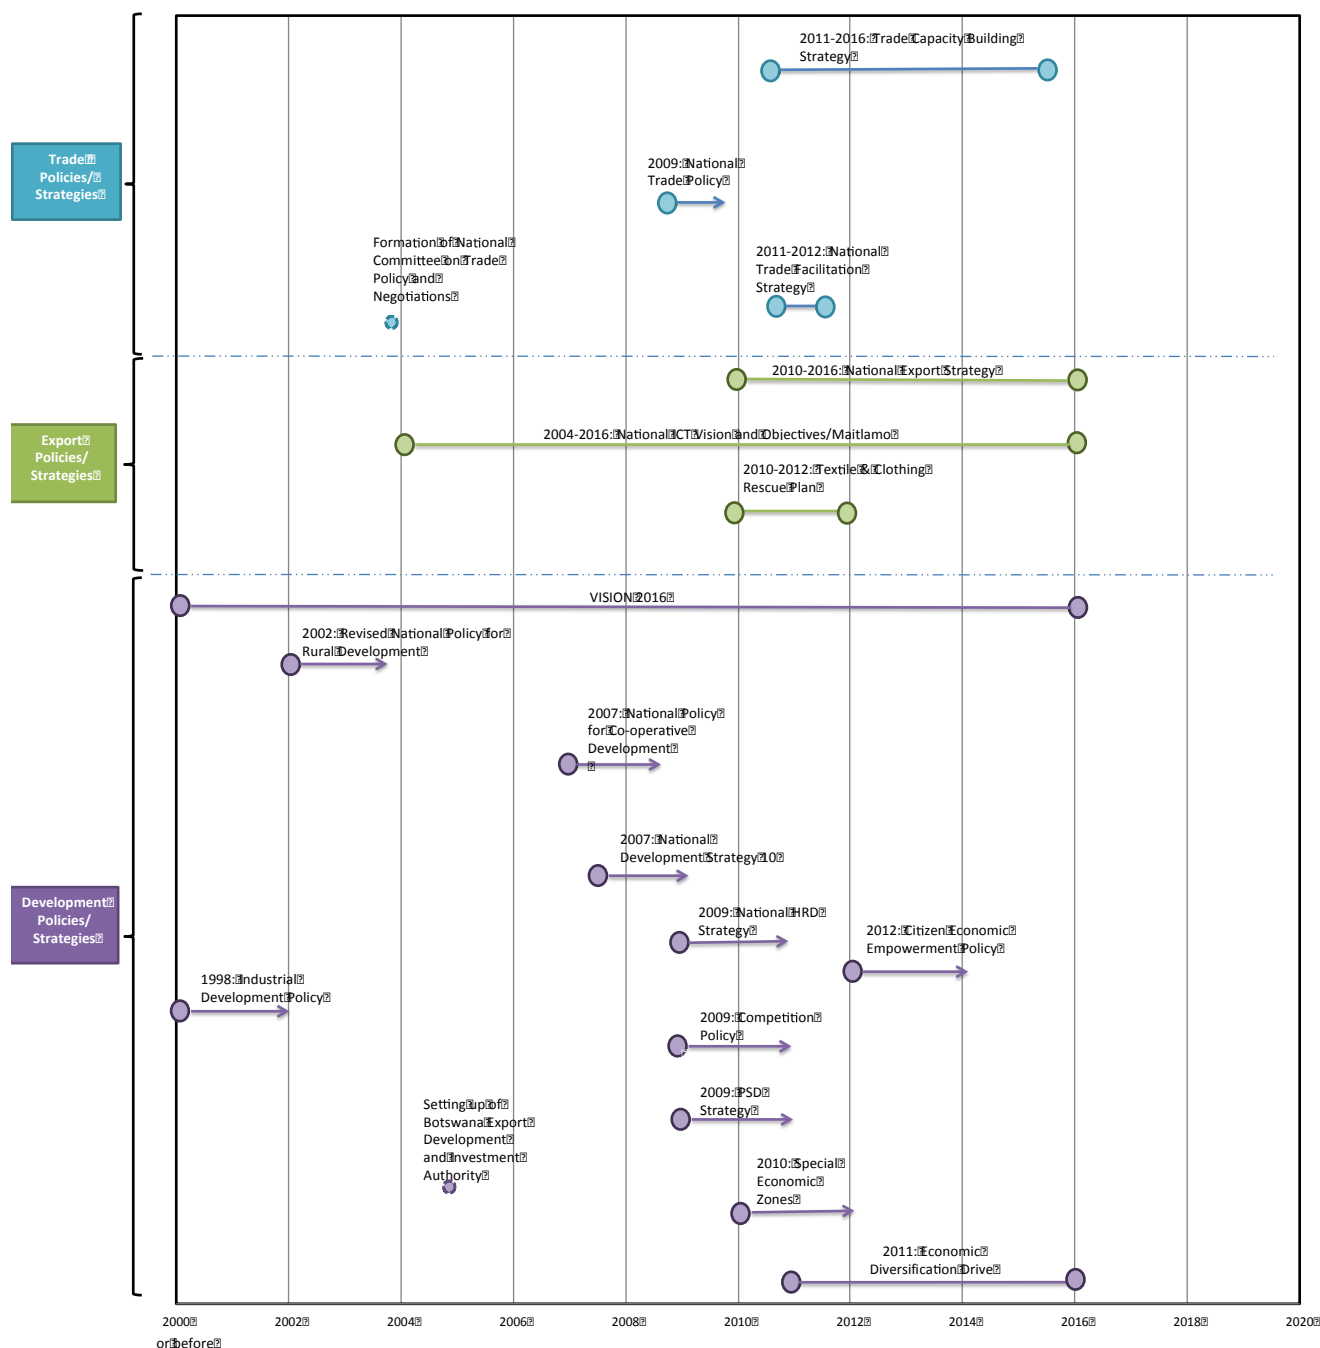 2011-2016: Trade Capacity Building
Strategy
Trade
Policies/
Strategies
2009: National
Trade Policy
Formation of National
Committee on Trade
Policy and
Negotiations
2011-2012: National
Trade Facilitation
Strategy
2010-2016: National Export Strategy
Export
Policies/
Strategies
2004-2016: National ICT Vision and Objectives/Maitlamo
2010-2012: Textile & Clothing
Rescue Plan
VISION 2016
2002: Revised National Policy for
Rural Development
2007: National Policy
for Co-operative
Development
2007: National
Development Strategy 10
Development
Policies/
Strategies
2009: National HRD
Strategy
2012: Citizen Economic
Empowerment Policy
1998: Industrial
Development Policy
2009: Competition
Policy
2009: PSD
Strategy
Setting up of
Botswana Export
Development
and Investment
Authority
2010: Special
Economic
Zones
2011: Economic
Diversification Drive
2000 2002 2004 2006 2008 2010 2012 2014 2016 2018 2020
or before